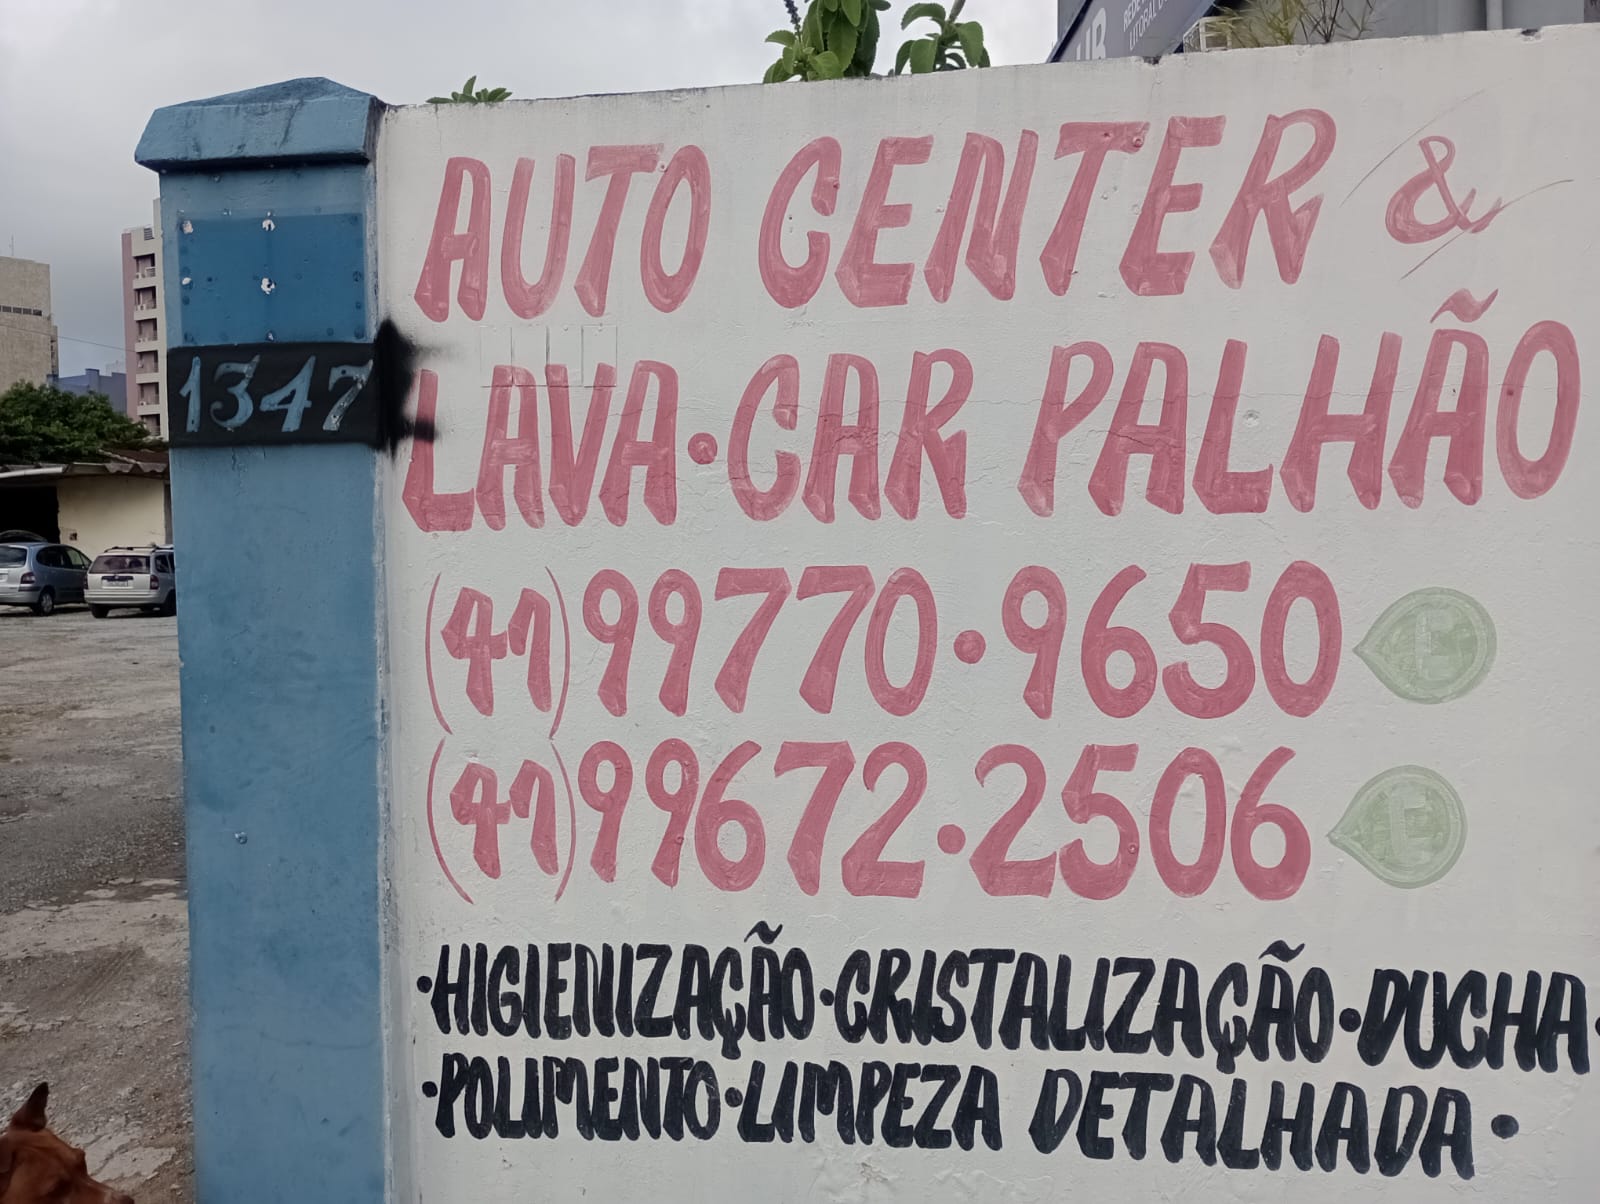 AUTO CENTER &
LAVA·CAR PALHÃO
1347
(41) 99770·9650
(41) 99672·2506
·HIGIENIZAÇÃO·CRISTALIZAÇÃO·DUCHA·
·POLIMENTO·LIMPEZA DETALHADA·